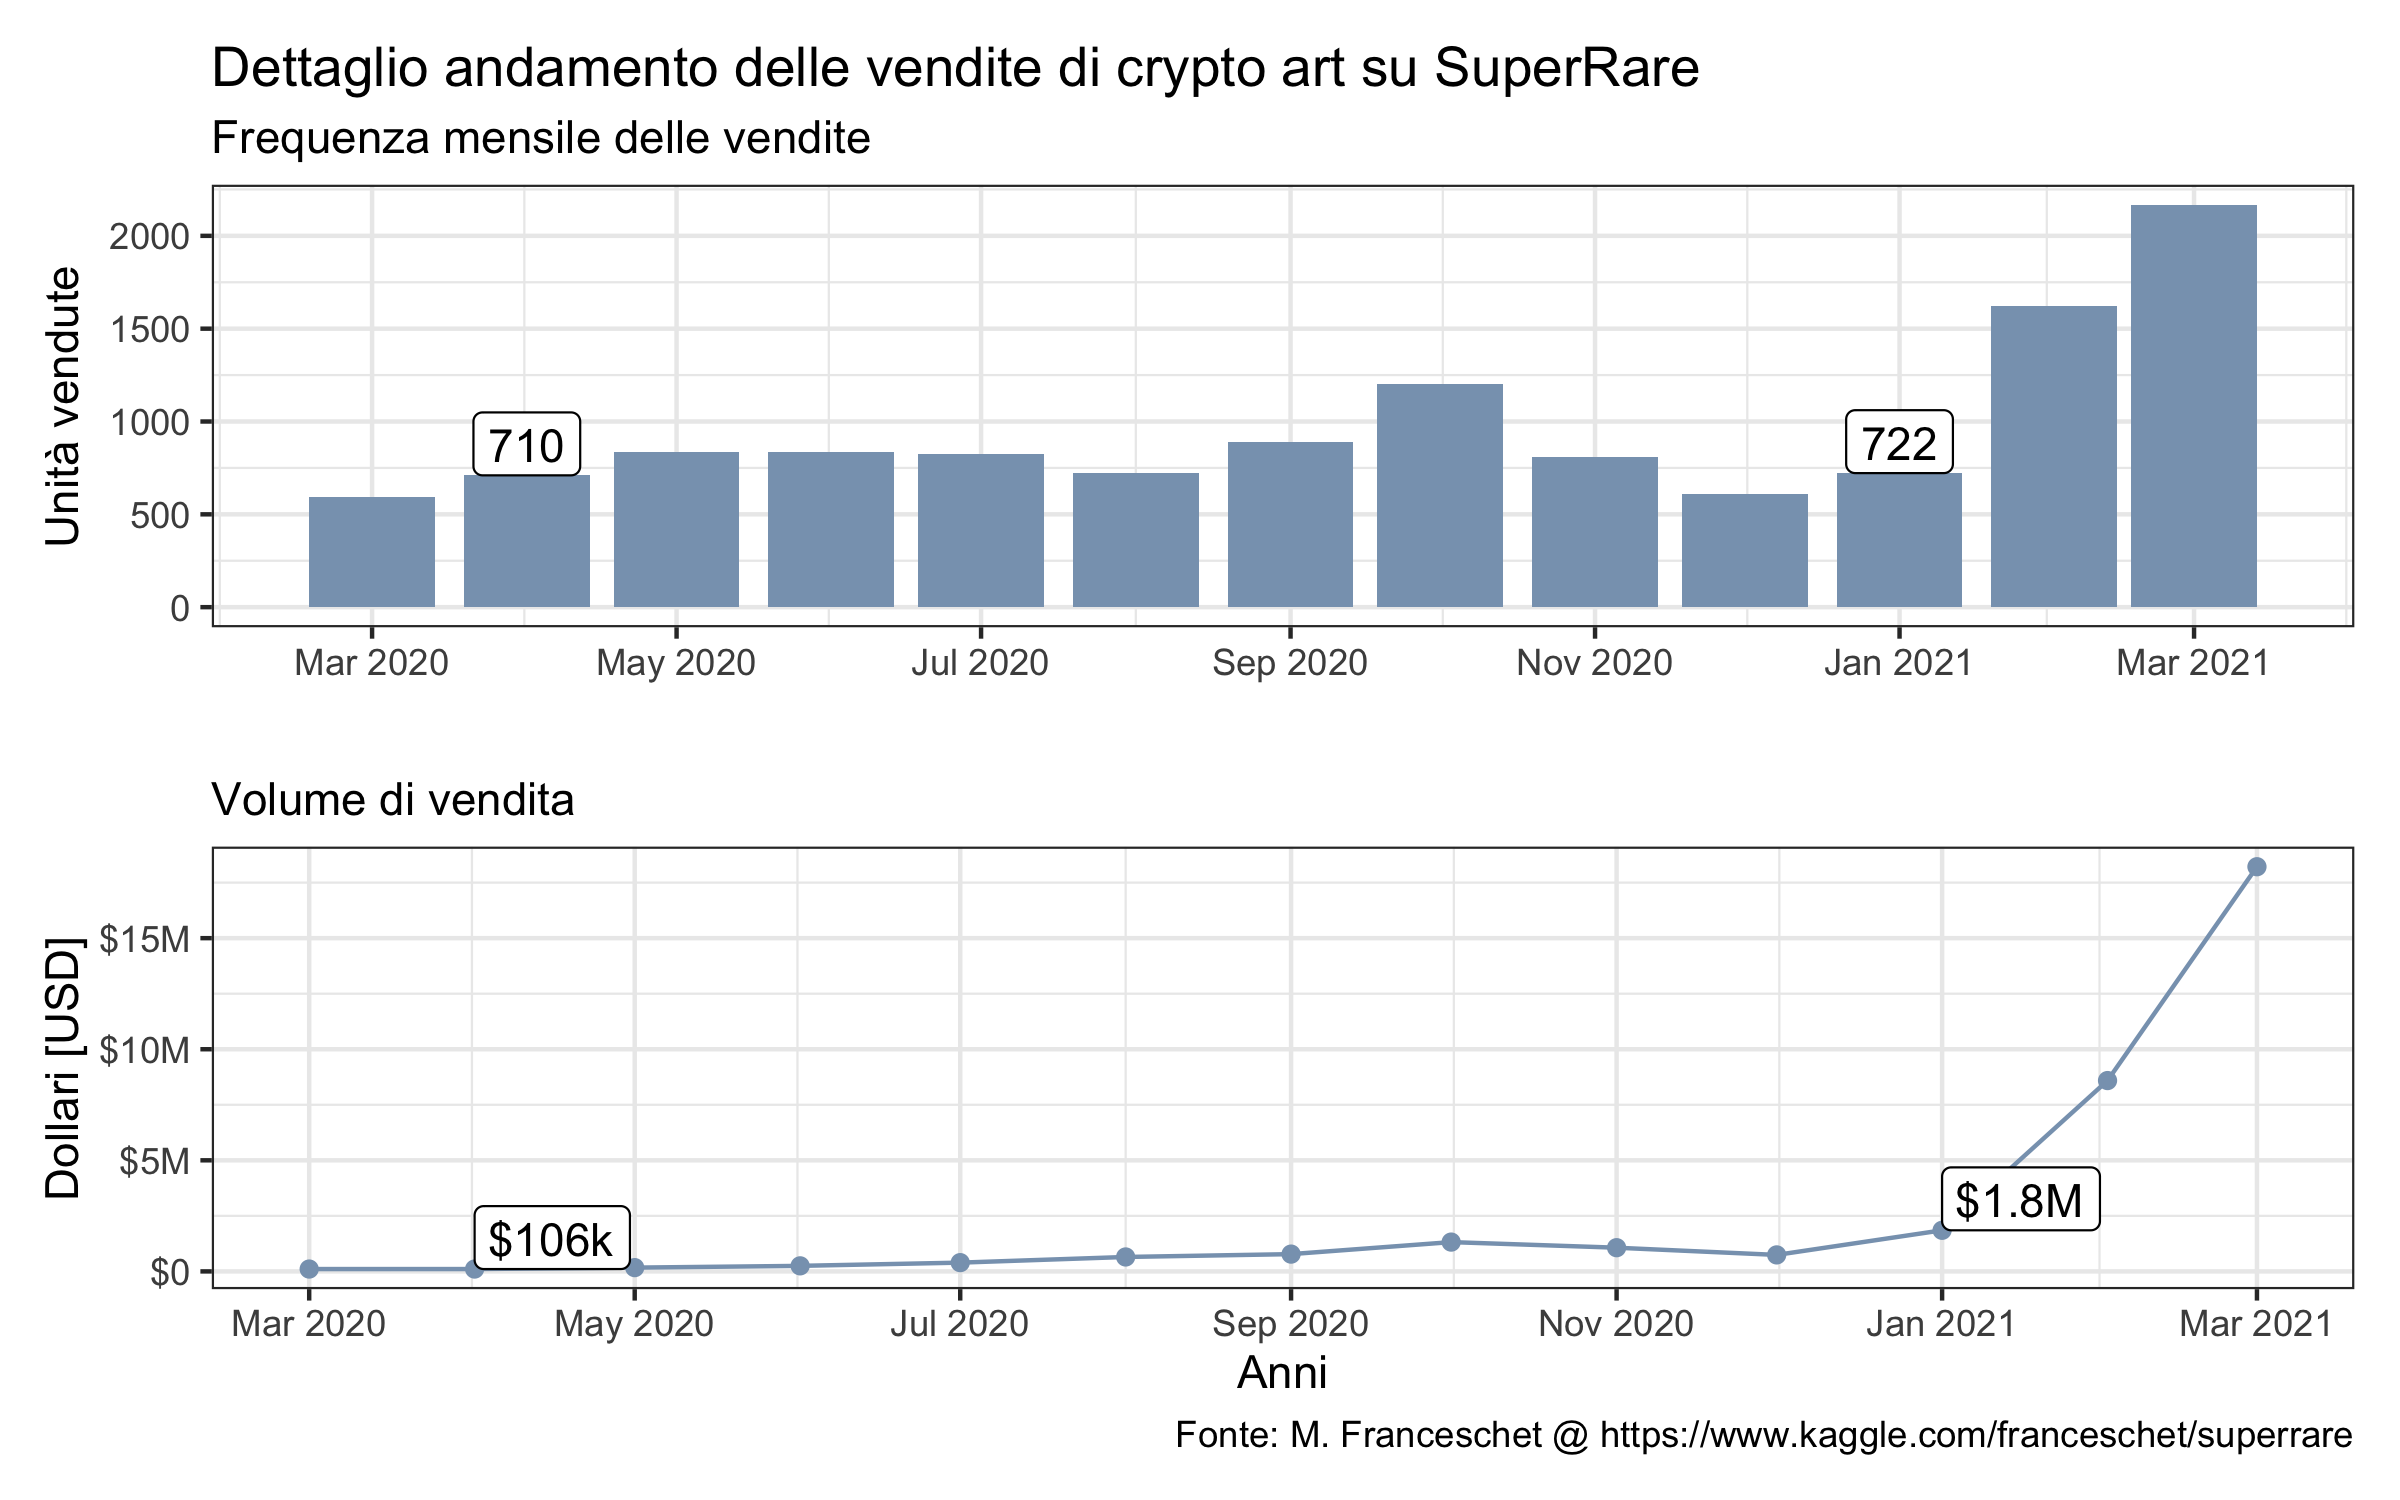 Dettaglio andamento delle vendite di crypto art su SuperRare
Frequenza mensile delle vendite
Unità vendute
2000
1500
1000
500
0
710
722
Mar 2020 May 2020 Jul 2020 Sep 2020 Nov 2020 Jan 2021 Mar 2021
Volume di vendita
Dollari [USD]
$15M
$10M
$5M
$0
$106k
$1.8M
Mar 2020 May 2020 Jul 2020 Sep 2020 Nov 2020 Jan 2021 Mar 2021
Anni
Fonte: M. Franceschet @ https://www.kaggle.com/franceschet/superrare